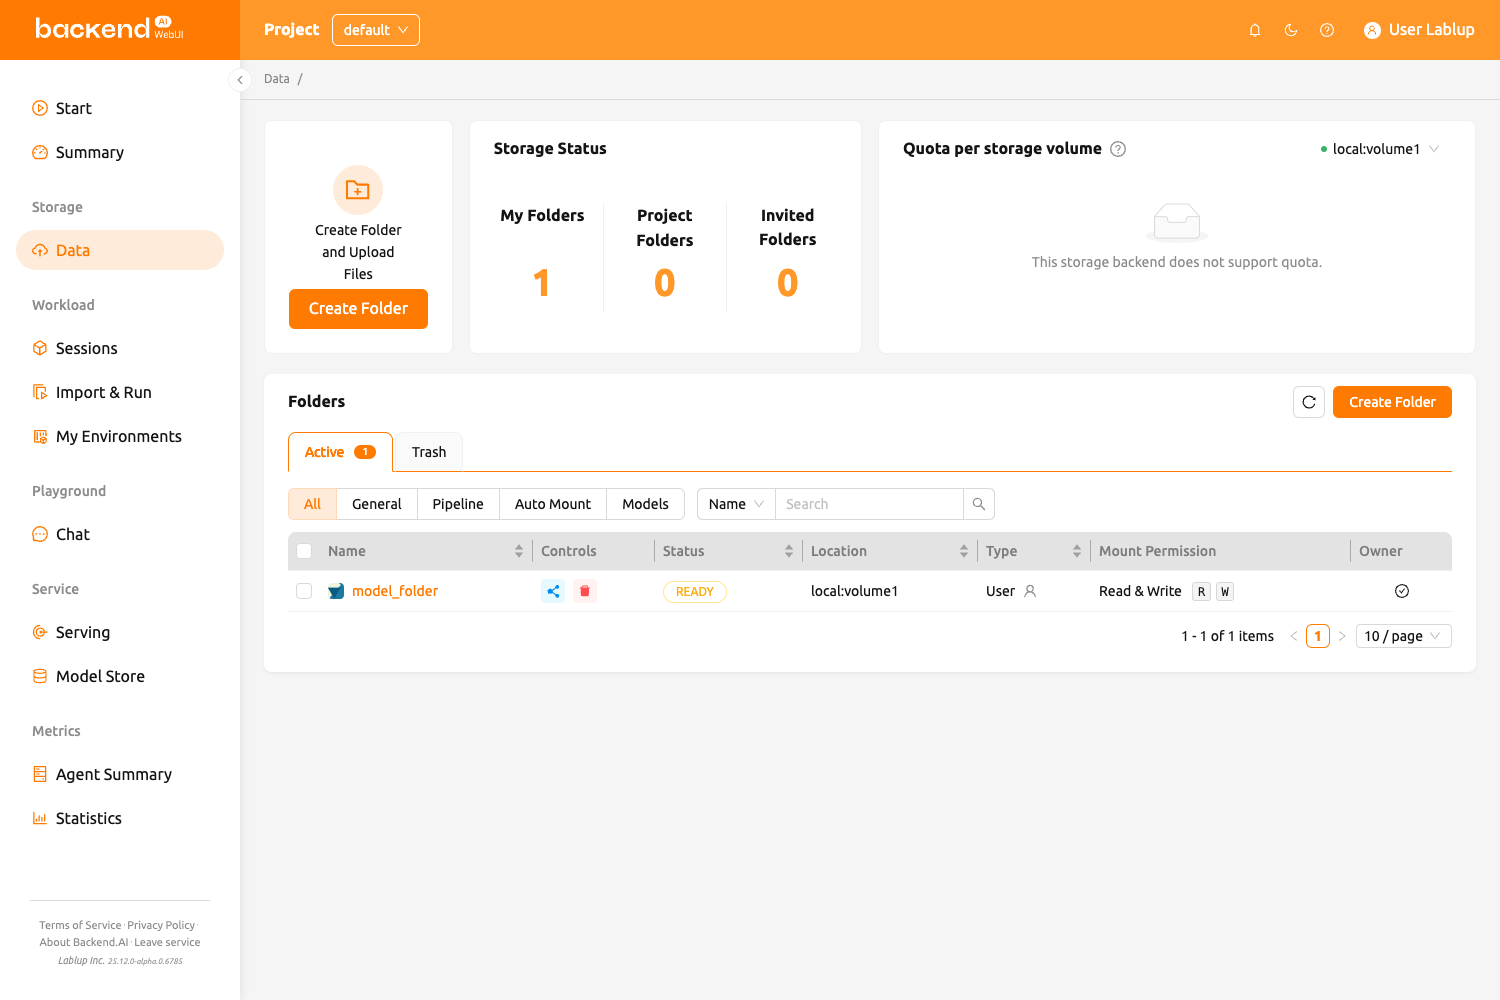 backend AI WebUI
Project default
User Lablup
Data /
Start
Summary
Storage
Data
Workload
Sessions
Import & Run
My Environments
Playground
Chat
Service
Serving
Model Store
Metrics
Agent Summary
Statistics
Terms of Service · Privacy Policy ·
About Backend.AI · Leave service
Lablup Inc. 25.12.0-alpha.0.6785
Create Folder
and Upload
Files
Create Folder
Storage Status
My Folders
1
Project
Folders
0
Invited
Folders
0
Quota per storage volume
local:volume1
This storage backend does not support quota.
Folders
Create Folder
Active 1 Trash
All General Pipeline Auto Mount Models Name Search
Name Controls Status Location Type Mount Permission Owner
model_folder READY local:volume1 User Read & Write R W
1 - 1 of 1 items < 1 > 10 / page